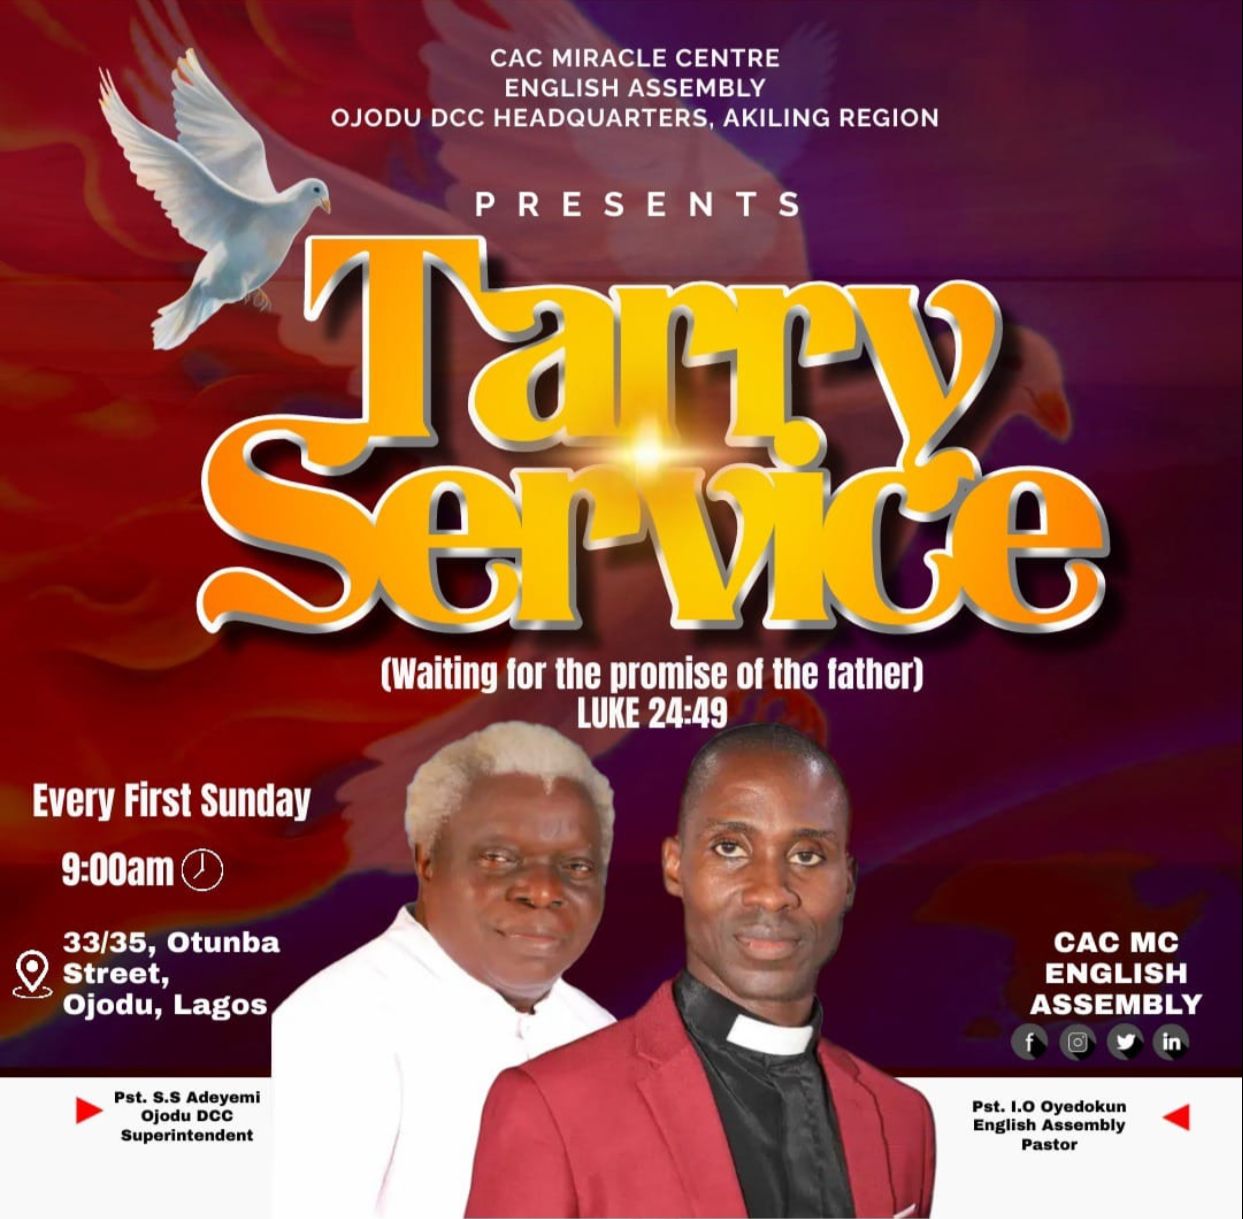 CAC MIRACLE CENTRE
ENGLISH ASSEMBLY
OJODU DCC HEADQUARTERS, AKILING REGION
PRESENTS
Tarry
Service
(Waiting for the promise of the father)
LUKE 24:49
Every First Sunday
9:00am
33/35, Otunba
Street,
Ojodu, Lagos
CAC MC
ENGLISH
ASSEMBLY
f
in
Pst. S.S Adeyemi
Ojodu DCC
Superintendent
Pst. I.O Oyedokun
English Assembly
Pastor